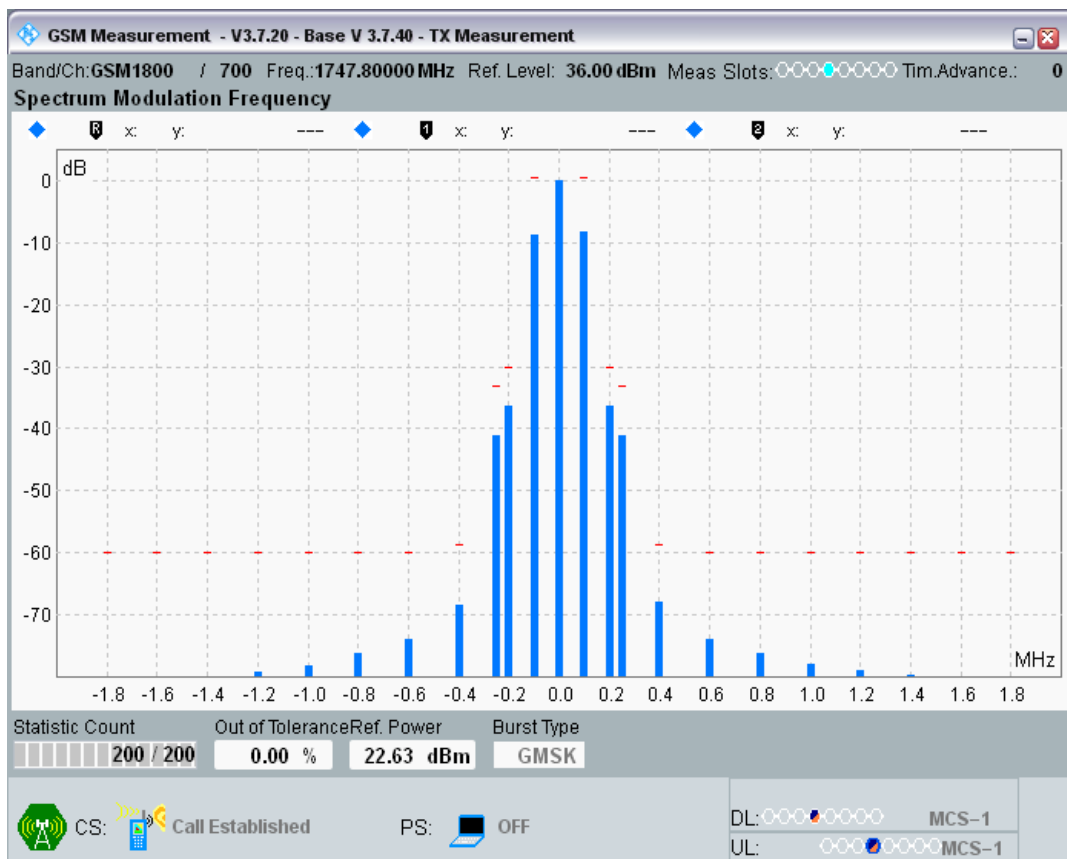 GSM Measurement - V3.7.20 - Base V 3.7.40 - TX Measurement
Band/Ch:GSM1800 / 700 Freq.:1747.80000 MHz Ref. Level: 36.00 dBm Meas Slots: Tim.Advance.: 0
Spectrum Modulation Frequency
R x: y: --- 1 x: y: --- 2 x: y: ---
dB
0
-10
-20
-30
-40
-50
-60
-70
MHz
-1.8 -1.6 -1.4 -1.2 -1.0 -0.8 -0.6 -0.4 -0.2 0.0 0.2 0.4 0.6 0.8 1.0 1.2 1.4 1.6 1.8
Statistic Count Out of Tolerance Ref. Power Burst Type
200 / 200 0.00 % 22.63 dBm GMSK
CS: Call Established PS: OFF
DL: MCS-1
UL: MCS-1